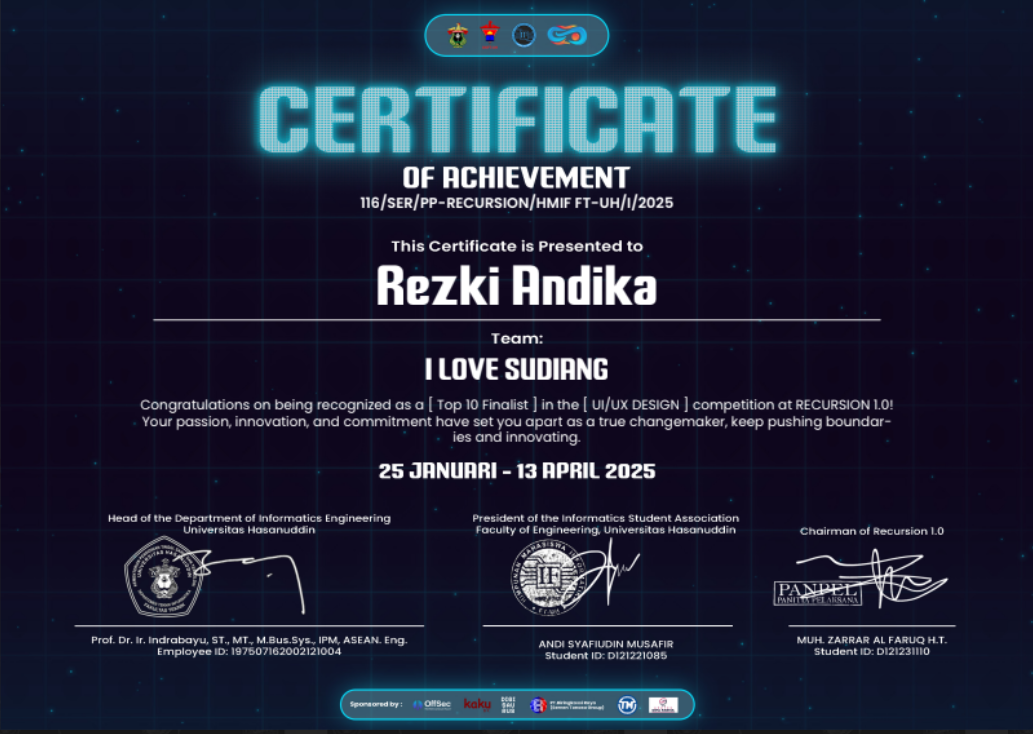 CERTIFICATE
OF ACHIEVEMENT
116/SER/PP-RECURSION/HMIF FT-UH/I/2025
This Certificate is Presented to
Rezki Andika
Team:
I LOVE SUDIANG
Congratulations on being recognized as a [ Top 10 Finalist ] in the [ UI/UX DESIGN ] competition at RECURSION 1.0!
Your passion, innovation, and commitment have set you apart as a true changemaker, keep pushing boundar-
ies and innovating.
25 JANUARI - 13 APRIL 2025
Head of the Department of Informatics Engineering
Universitas Hasanuddin
Prof. Dr. Ir. Indrabayu, ST., MT., M.Bus.Sys., IPM, ASEAN. Eng.
Employee ID: 197507162002121004
President of the Informatics Student Association
Faculty of Engineering, Universitas Hasanuddin
ANDI SYAFIUDIN MUSAFIR
Student ID: D121221085
Chairman of Recursion 1.0
PANPEL
PANITIA PELAKSANA
MUH. ZARRAR AL FARUQ H.T.
Student ID: D121231110
Sponsored by :
OffSec
kaku
TM